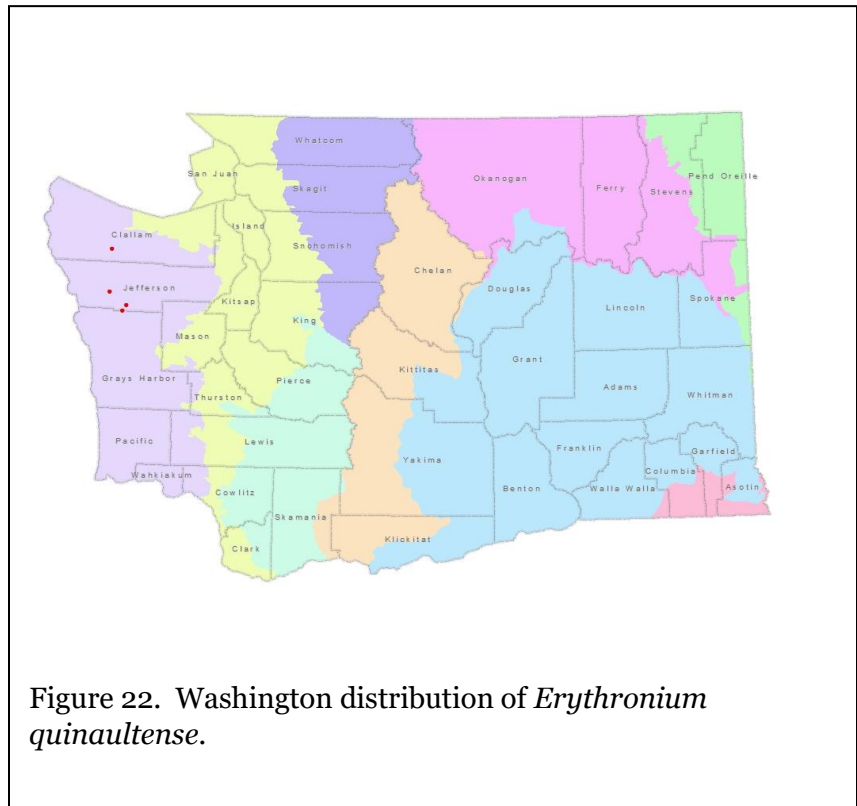 Whatcom
San Juan
Skagit
Okanogan
Ferry
Stevens
Pend Oreille
Clallam
Island
Snohomish
Chelan
Jefferson
Kitsap
Douglas
Lincoln
Spokane
Mason
King
Grays Harbor
Kittitas
Grant
Pierce
Adams
Whitman
Thurston
Pacific
Lewis
Yakima
Franklin
Garfield
Wahkiakum
Columbia
Cowlitz
Benton
Walla Walla
Asotin
Skamania
Klickitat
Clark
Figure 22. Washington distribution of Erythronium
quinaultense.